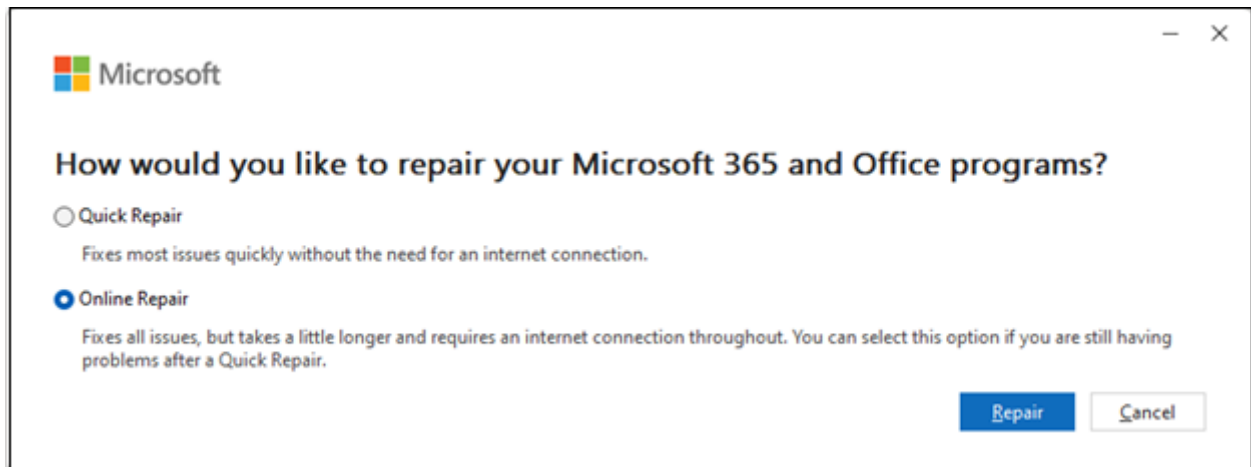 Microsoft
How would you like to repair your Microsoft 365 and Office programs?
Quick Repair
Fixes most issues quickly without the need for an internet connection.
Online Repair
Fixes all issues, but takes a little longer and requires an internet connection throughout. You can select this option if you are still having
problems after a Quick Repair.
Repair Cancel